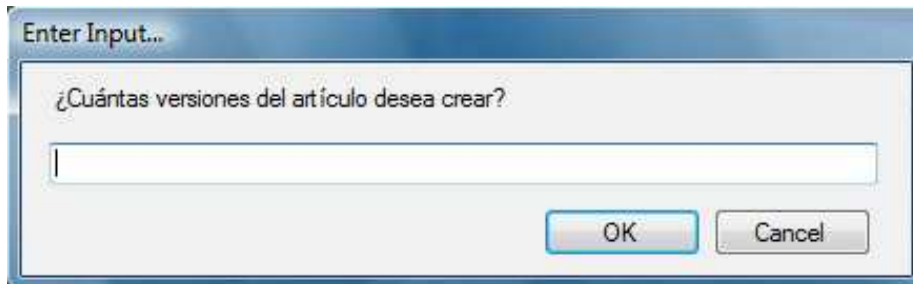 Enter Input...
¿Cuántas versiones del artículo desea crear?
OK Cancel